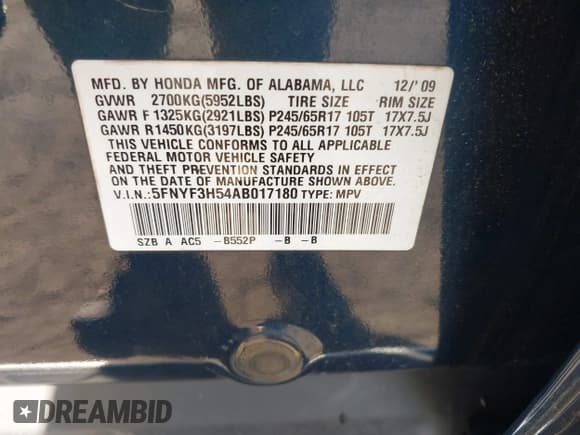 MFD. BY HONDA MFG. OF ALABAMA, LLC 12/'09
GVWR 2700KG(5952LBS) TIRE SIZE RIM SIZE
GAWR F 1325KG(2921LBS) P245/65R17 105T 17X7.5J
GAWR R 1450KG(3197LBS) P245/65R17 105T 17X7.5J
THIS VEHICLE CONFORMS TO ALL APPLICABLE
FEDERAL MOTOR VEHICLE SAFETY
AND THEFT PREVENTION STANDARDS IN EFFECT
ON THE DATE OF MANUFACTURE SHOWN ABOVE.
V.I.N.: 5FNYF3H54AB017180 TYPE: MPV
SZB A AC5 -B552P -B -B
DREAMBID